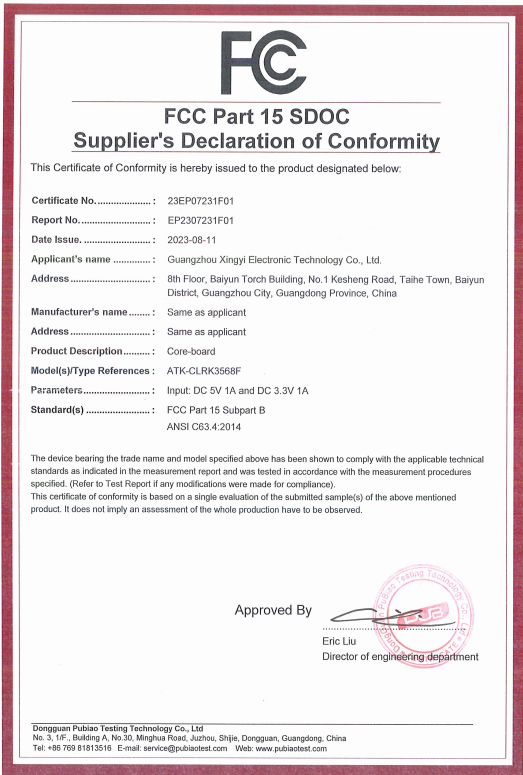 FCC
FCC Part 15 SDOC
Supplier's Declaration of Conformity
This Certificate of Conformity is hereby issued to the product designated below:
Certificate No. ..................... : 23EP07231F01
Report No. .......................... : EP2307231F01
Date Issue. ......................... : 2023-08-11
Applicant's name ............. : Guangzhou Xingyi Electronic Technology Co., Ltd.
Address ............................. : 8th Floor, Baiyun Torch Building, No.1 Kesheng Road, Taihe Town, Baiyun
District, Guangzhou City, Guangdong Province, China
Manufacturer's name ........ : Same as applicant
Address ............................. : Same as applicant
Product Description .......... : Core-board
Model(s)/Type References : ATK-CLRK3568F
Parameters ......................... : Input: DC 5V 1A and DC 3.3V 1A
Standard(s) ........................ : FCC Part 15 Subpart B
ANSI C63.4:2014
The device bearing the trade name and model specified above has been shown to comply with the applicable technical
standards as indicated in the measurement report and was tested in accordance with the measurement procedures
specified. (Refer to Test Report if any modifications were made for compliance).
This certificate of conformity is based on a single evaluation of the submitted sample(s) of the above mentioned
product. It does not imply an assessment of the whole production have to be observed.
Approved By
Eric Liu
Director of engineering department
Dongguan Pubiao Testing Technology Co., Ltd
No. 3, 1/F., Building A, No.30, Minghua Road, Juzhou, Shijie, Dongguan, Guangdong, China
Tel: +86 769 81813516 E-mail: service@pubiaotest.com Web: www.pubiaotest.com